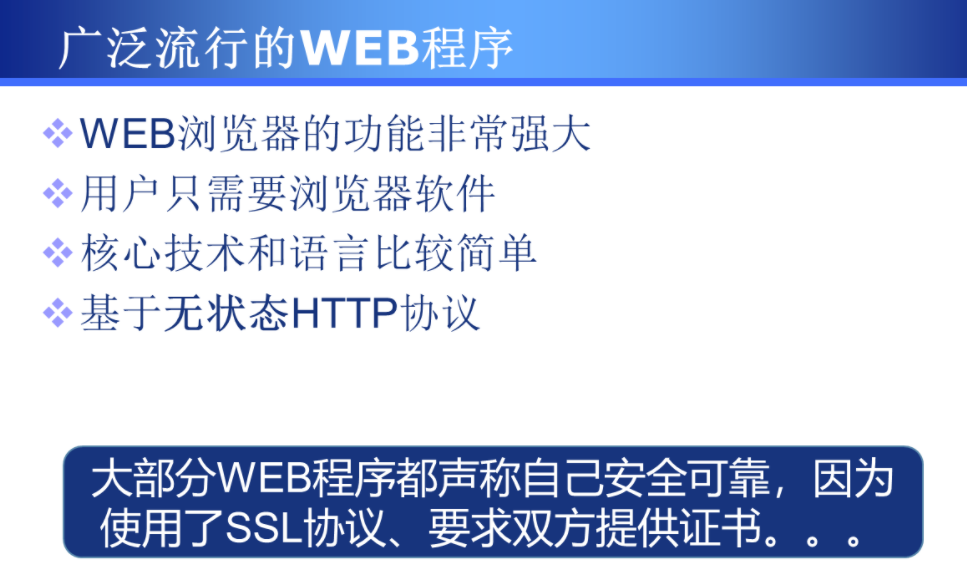 广泛流行的WEB程序
WEB浏览器的功能非常强大
用户只需要浏览器软件
核心技术和语言比较简单
基于无状态HTTP协议
大部分WEB程序都声称自己安全可靠，因为
使用了SSL协议、要求双方提供证书。。。